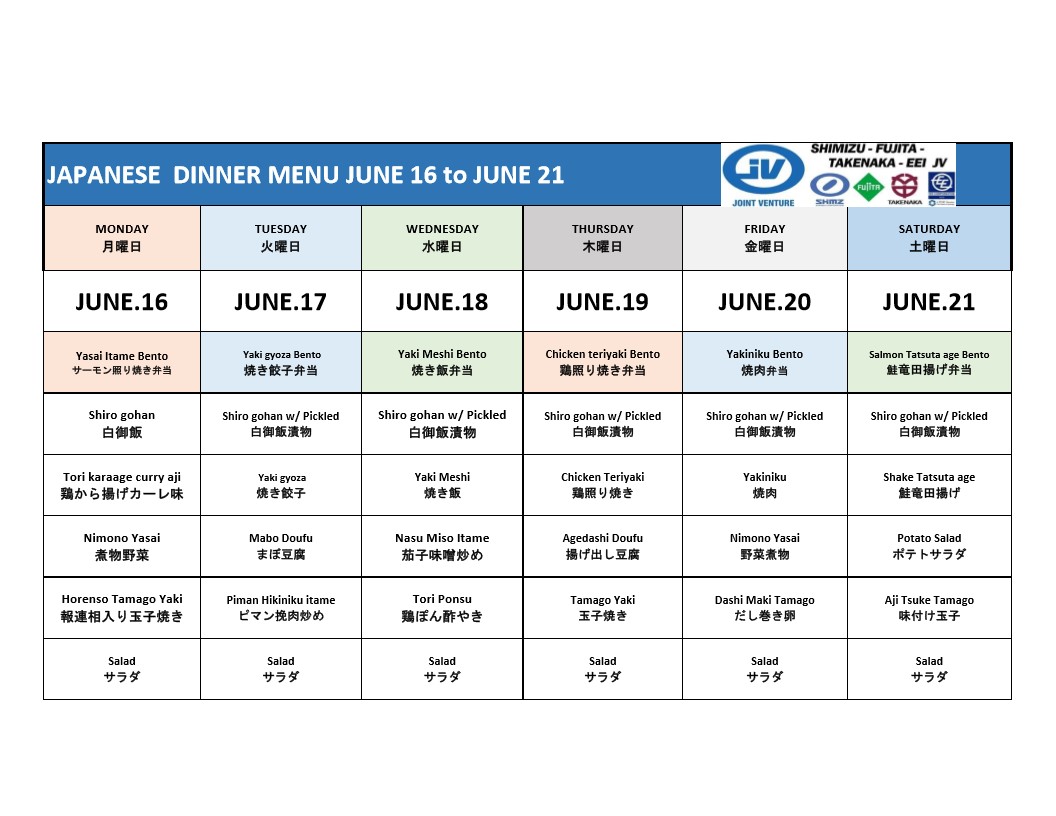 JAPANESE  DINNER MENU JUNE 16 to JUNE 21
JV
JOINT VENTURE
SHIMIZU - FUJITA -
TAKENAKA - EEI JV
SHMZ
FUJITA
TAKENAKA
EEI
MONDAY
月曜日
TUESDAY
火曜日
WEDNESDAY
水曜日
THURSDAY
木曜日
FRIDAY
金曜日
SATURDAY
土曜日
JUNE.16
JUNE.17
JUNE.18
JUNE.19
JUNE.20
JUNE.21
Yasai Itame Bento
サーモン照り焼き弁当
Yaki gyoza Bento
焼き餃子弁当
Yaki Meshi Bento
焼き飯弁当
Chicken teriyaki Bento
鶏照り焼き弁当
Yakiniku Bento
焼肉弁当
Salmon Tatsuta age Bento
鮭竜田揚げ弁当
Shiro gohan
白御飯
Shiro gohan w/ Pickled
白御飯漬物
Shiro gohan w/ Pickled
白御飯漬物
Shiro gohan w/ Pickled
白御飯漬物
Shiro gohan w/ Pickled
白御飯漬物
Shiro gohan w/ Pickled
白御飯漬物
Tori karaage curry aji
鶏から揚げカーレ味
Yaki gyoza
焼き餃子
Yaki Meshi
焼き飯
Chicken Teriyaki
鶏照り焼き
Yakiniku
焼肉
Shake Tatsuta age
鮭竜田揚げ
Nimono Yasai
煮物野菜
Mabo Doufu
まぼ豆腐
Nasu Miso Itame
茄子味噌炒め
Agedashi Doufu
揚げ出し豆腐
Nimono Yasai
野菜煮物
Potato Salad
ポテトサラダ
Horenso Tamago Yaki
報連相入り玉子焼き
Piman Hikiniku itame
ピマン挽肉炒め
Tori Ponsu
鶏ぽん酢やき
Tamago Yaki
玉子焼き
Dashi Maki Tamago
だし巻き卵
Aji Tsuke Tamago
味付け玉子
Salad
サラダ
Salad
サラダ
Salad
サラダ
Salad
サラダ
Salad
サラダ
Salad
サラダ